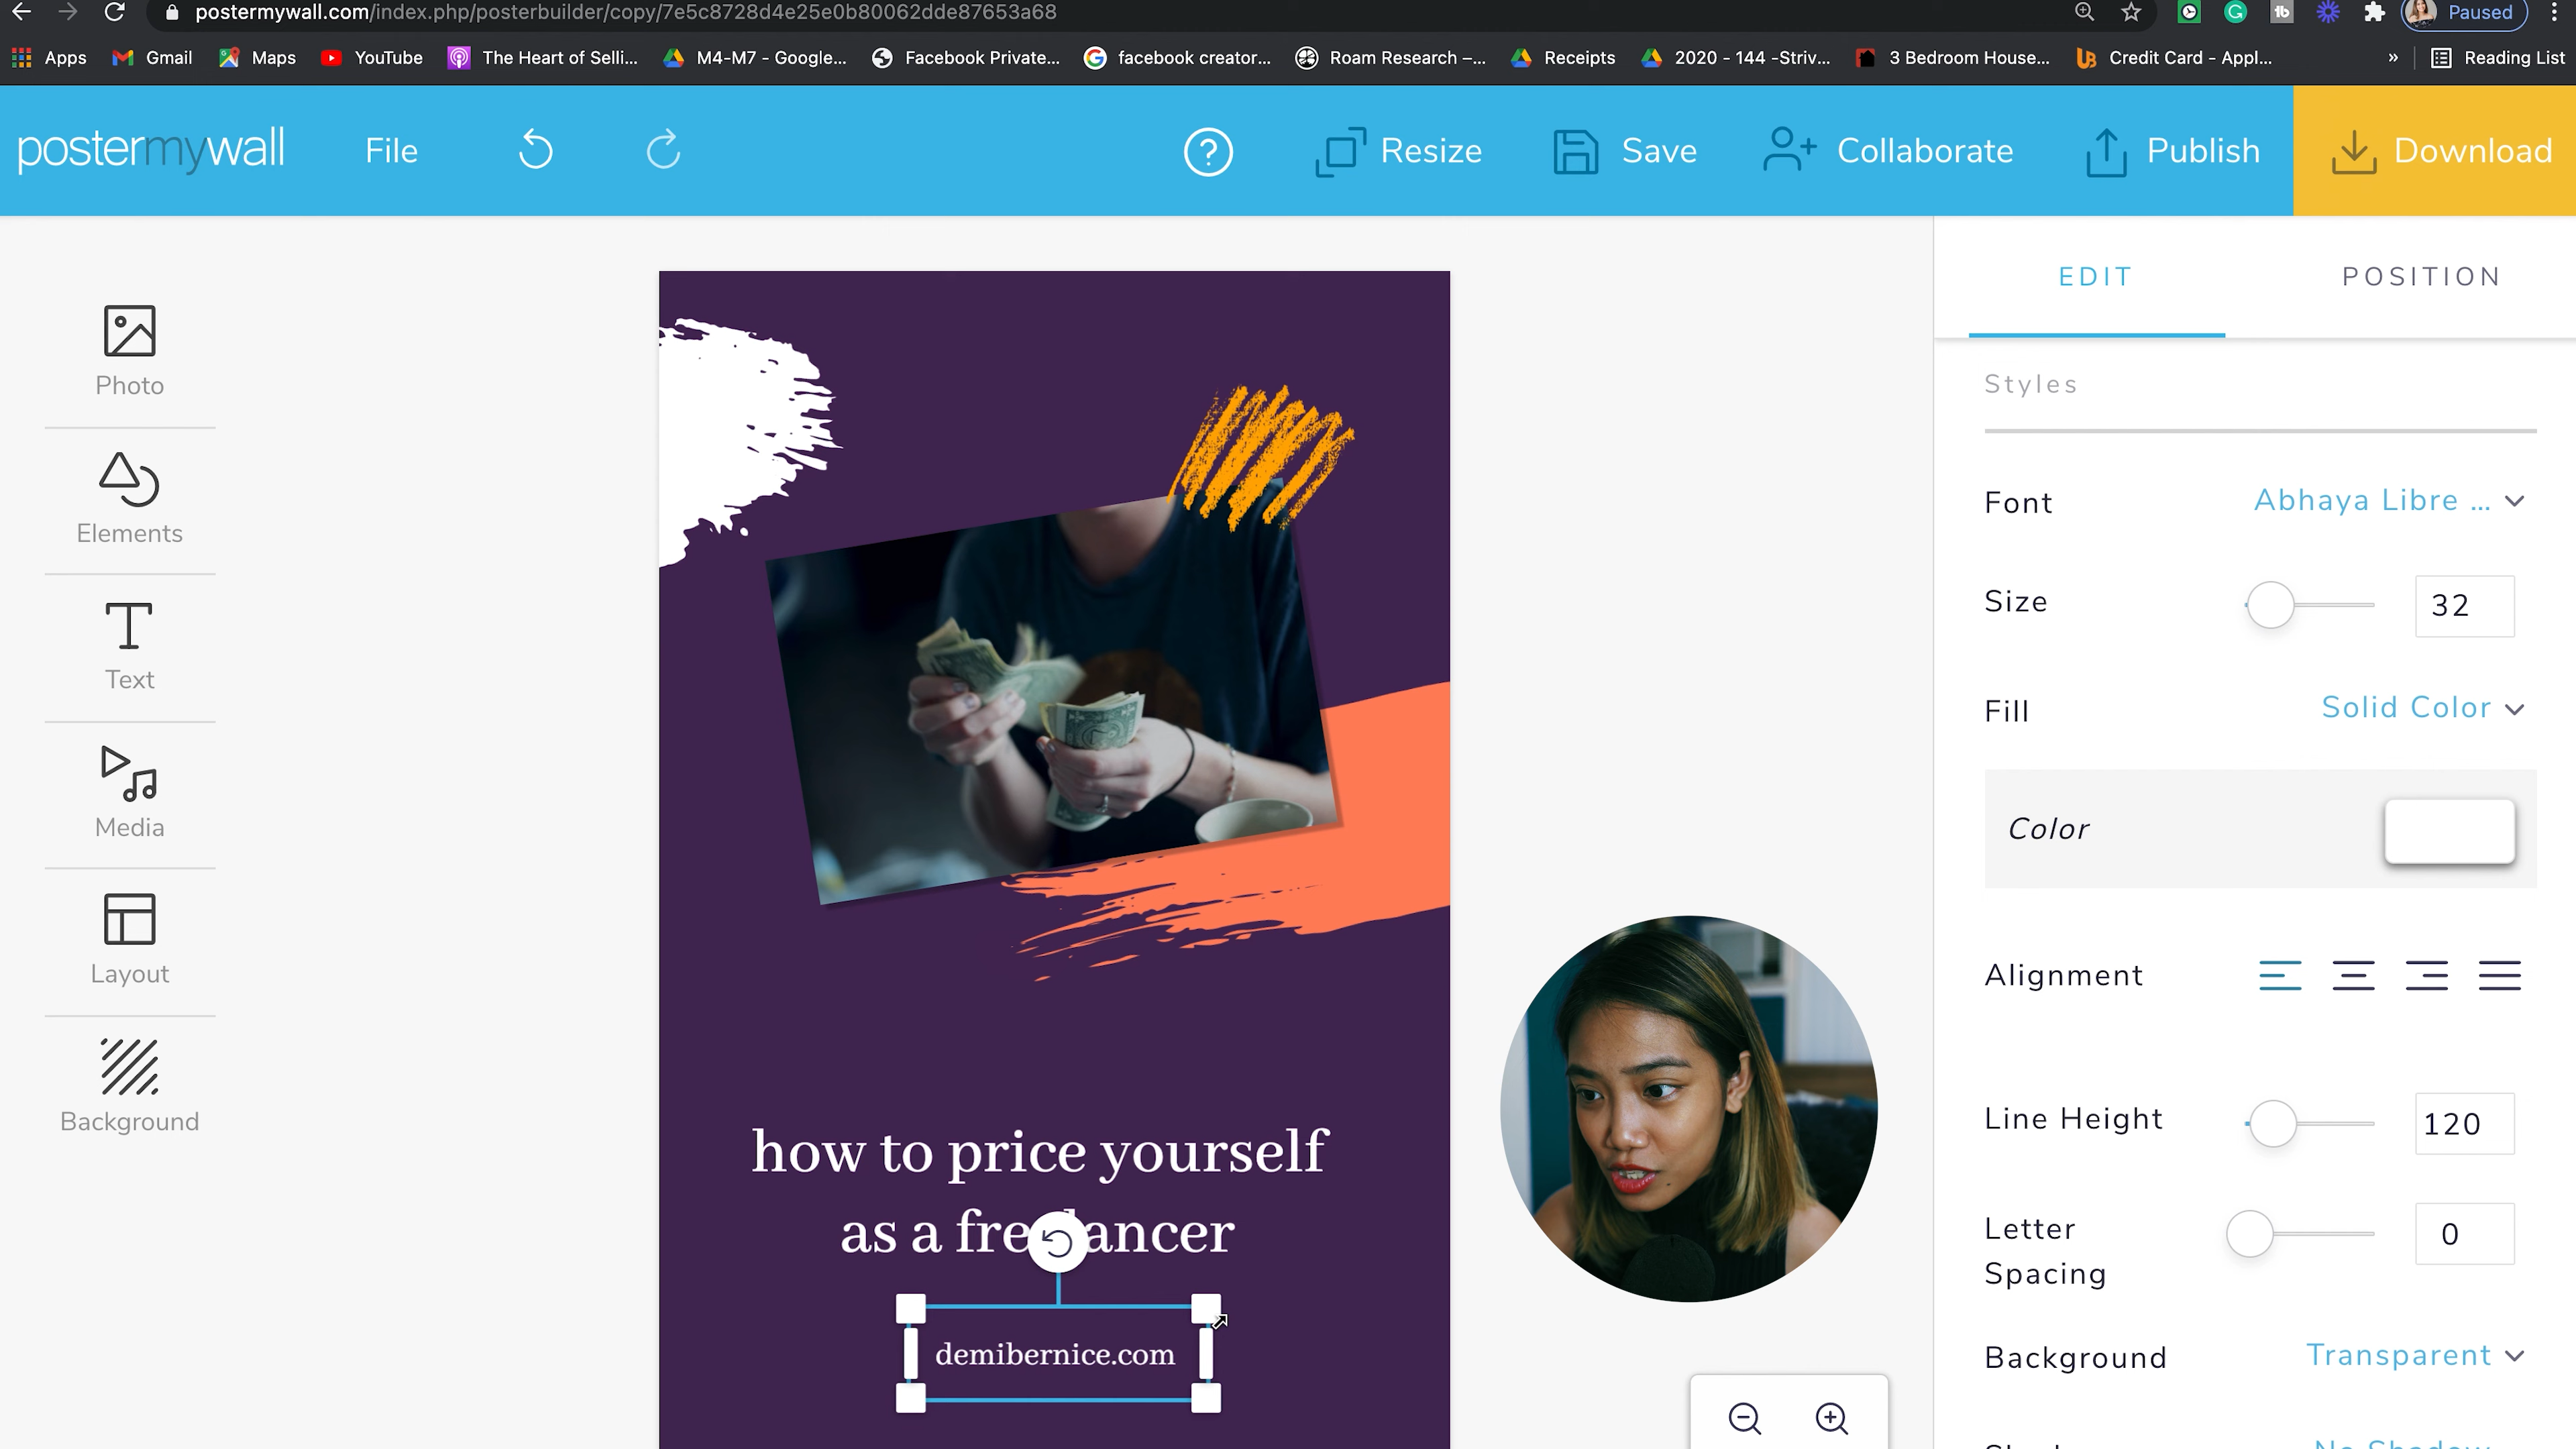 postermywall.com/index.php/posterbuilder/copy/7e5c8728d4e25e0b80062dde87653a68
Paused
Apps
Gmail
Maps
YouTube
The Heart of Selli...
M4-M7 - Google...
Facebook Private...
facebook creator...
Roam Research –...
Receipts
2020 - 144 -Striv...
3 Bedroom House...
Credit Card - Appl...
»
Reading List
postermywall
File
?
Resize
Save
Collaborate
Publish
Download
EDIT
POSITION
Photo
Elements
Text
Media
Layout
Background
how to price yourself
demibernice.com
Styles
Font
Abhaya Libre ...
Size
32
Fill
Solid Color
Color
Alignment
Line Height
120
Letter
Spacing
0
Background
Transparent